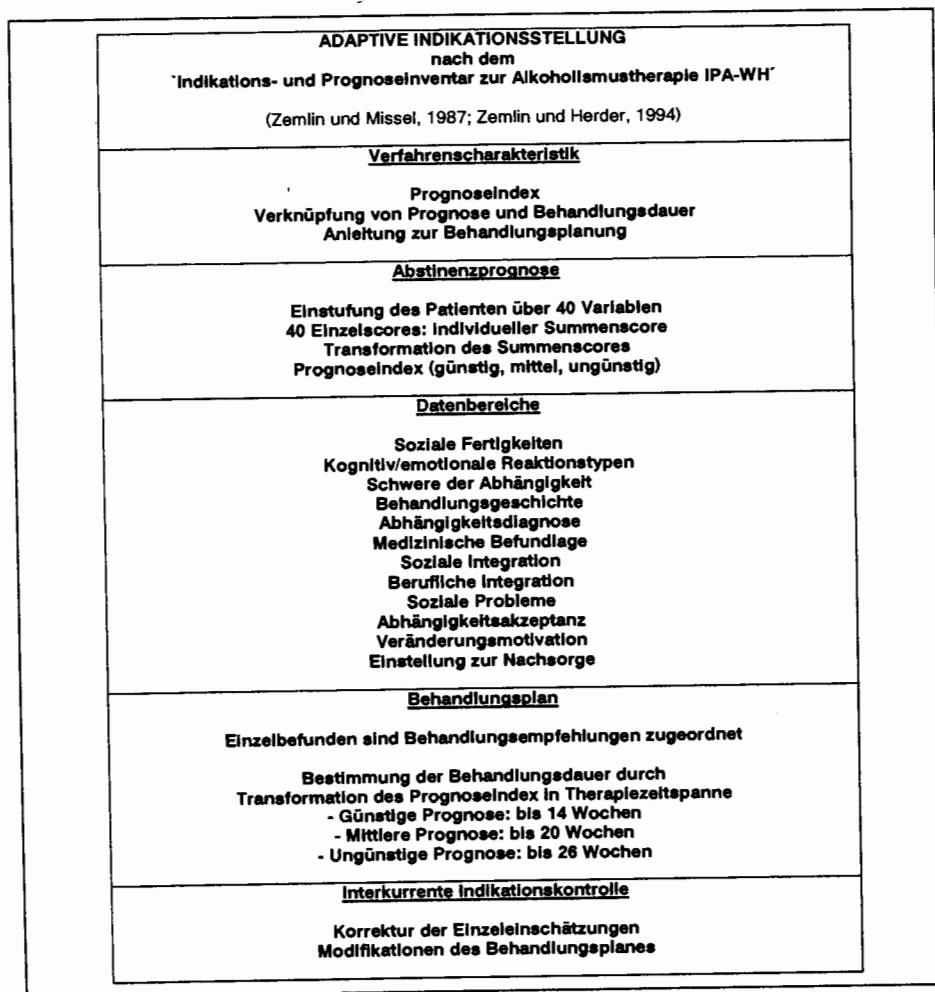 ADAPTIVE INDIKATIONSSTELLUNG
nach dem
`Indikations- und Prognoseinventar zur Alkoholismustherapie IPA-WH´
(Zemlin und Missel, 1987; Zemlin und Herder, 1994)
Verfahrenscharakteristik
Prognoseindex
Verknüpfung von Prognose und Behandlungsdauer
Anleitung zur Behandlungsplanung
Abstinenzprognose
Einstufung des Patienten über 40 Variablen
40 Einzelscores: individueller Summenscore
Transformation des Summenscores
Prognoseindex (günstig, mittel, ungünstig)
Datenbereiche
Soziale Fertigkeiten
Kognitiv/emotionale Reaktionstypen
Schwere der Abhängigkeit
Behandlungsgeschichte
Abhängigkeitsdiagnose
Medizinische Befundlage
Soziale Integration
Berufliche Integration
Soziale Probleme
Abhängigkeitsakzeptanz
Veränderungsmotivation
Einstellung zur Nachsorge
Behandlungsplan
Einzelbefunden sind Behandlungsempfehlungen zugeordnet
Bestimmung der Behandlungsdauer durch
Transformation des Prognoseindex in Therapiezeitspanne
- Günstige Prognose: bis 14 Wochen
- Mittlere Prognose: bis 20 Wochen
- Ungünstige Prognose: bis 26 Wochen
Interkurrente Indikationskontrolle
Korrektur der Einzeleinschätzungen
Modifikationen des Behandlungsplanes